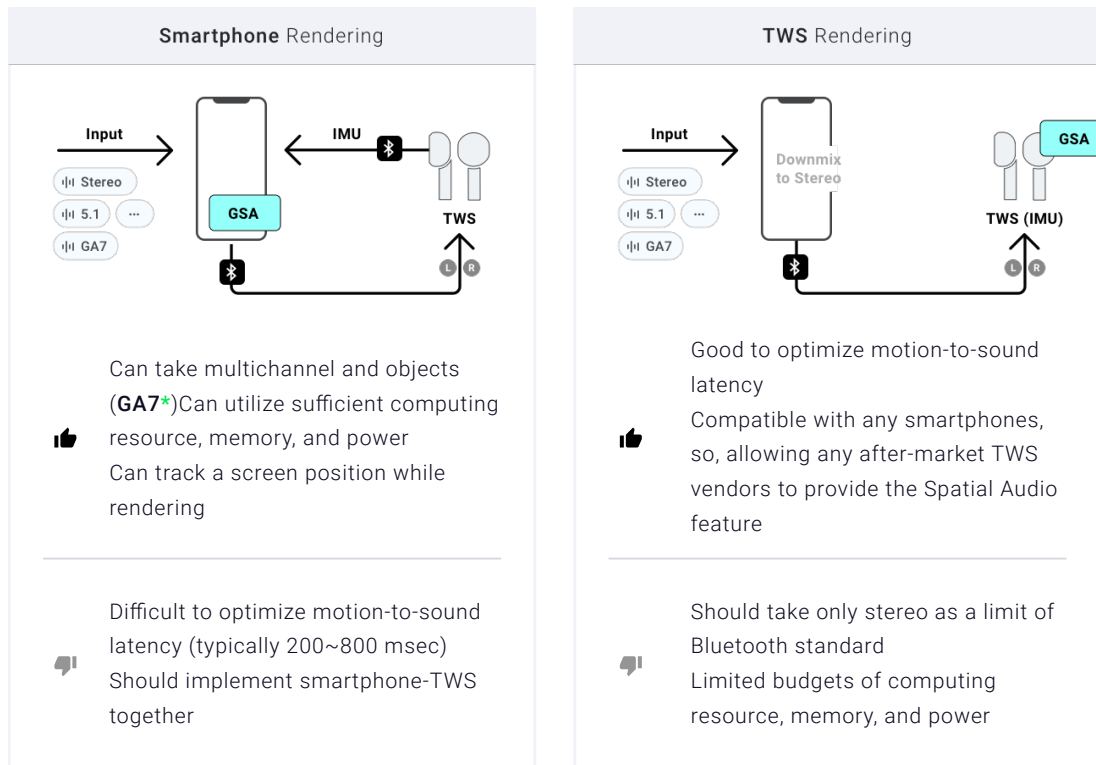 Smartphone Rendering
Input
IMU
Stereo
5.1
...
GA7
GSA
TWS
L R
Can take multichannel and objects
(GA7*)Can utilize sufficient computing
resource, memory, and power
Can track a screen position while
rendering
Difficult to optimize motion-to-sound
latency (typically 200~800 msec)
Should implement smartphone-TWS
together
TWS Rendering
Input
Downmix
to Stereo
GSA
Stereo
5.1
...
GA7
TWS (IMU)
L R
Good to optimize motion-to-sound
latency
Compatible with any smartphones,
so, allowing any after-market TWS
vendors to provide the Spatial Audio
feature
Should take only stereo as a limit of
Bluetooth standard
Limited budgets of computing
resource, memory, and power